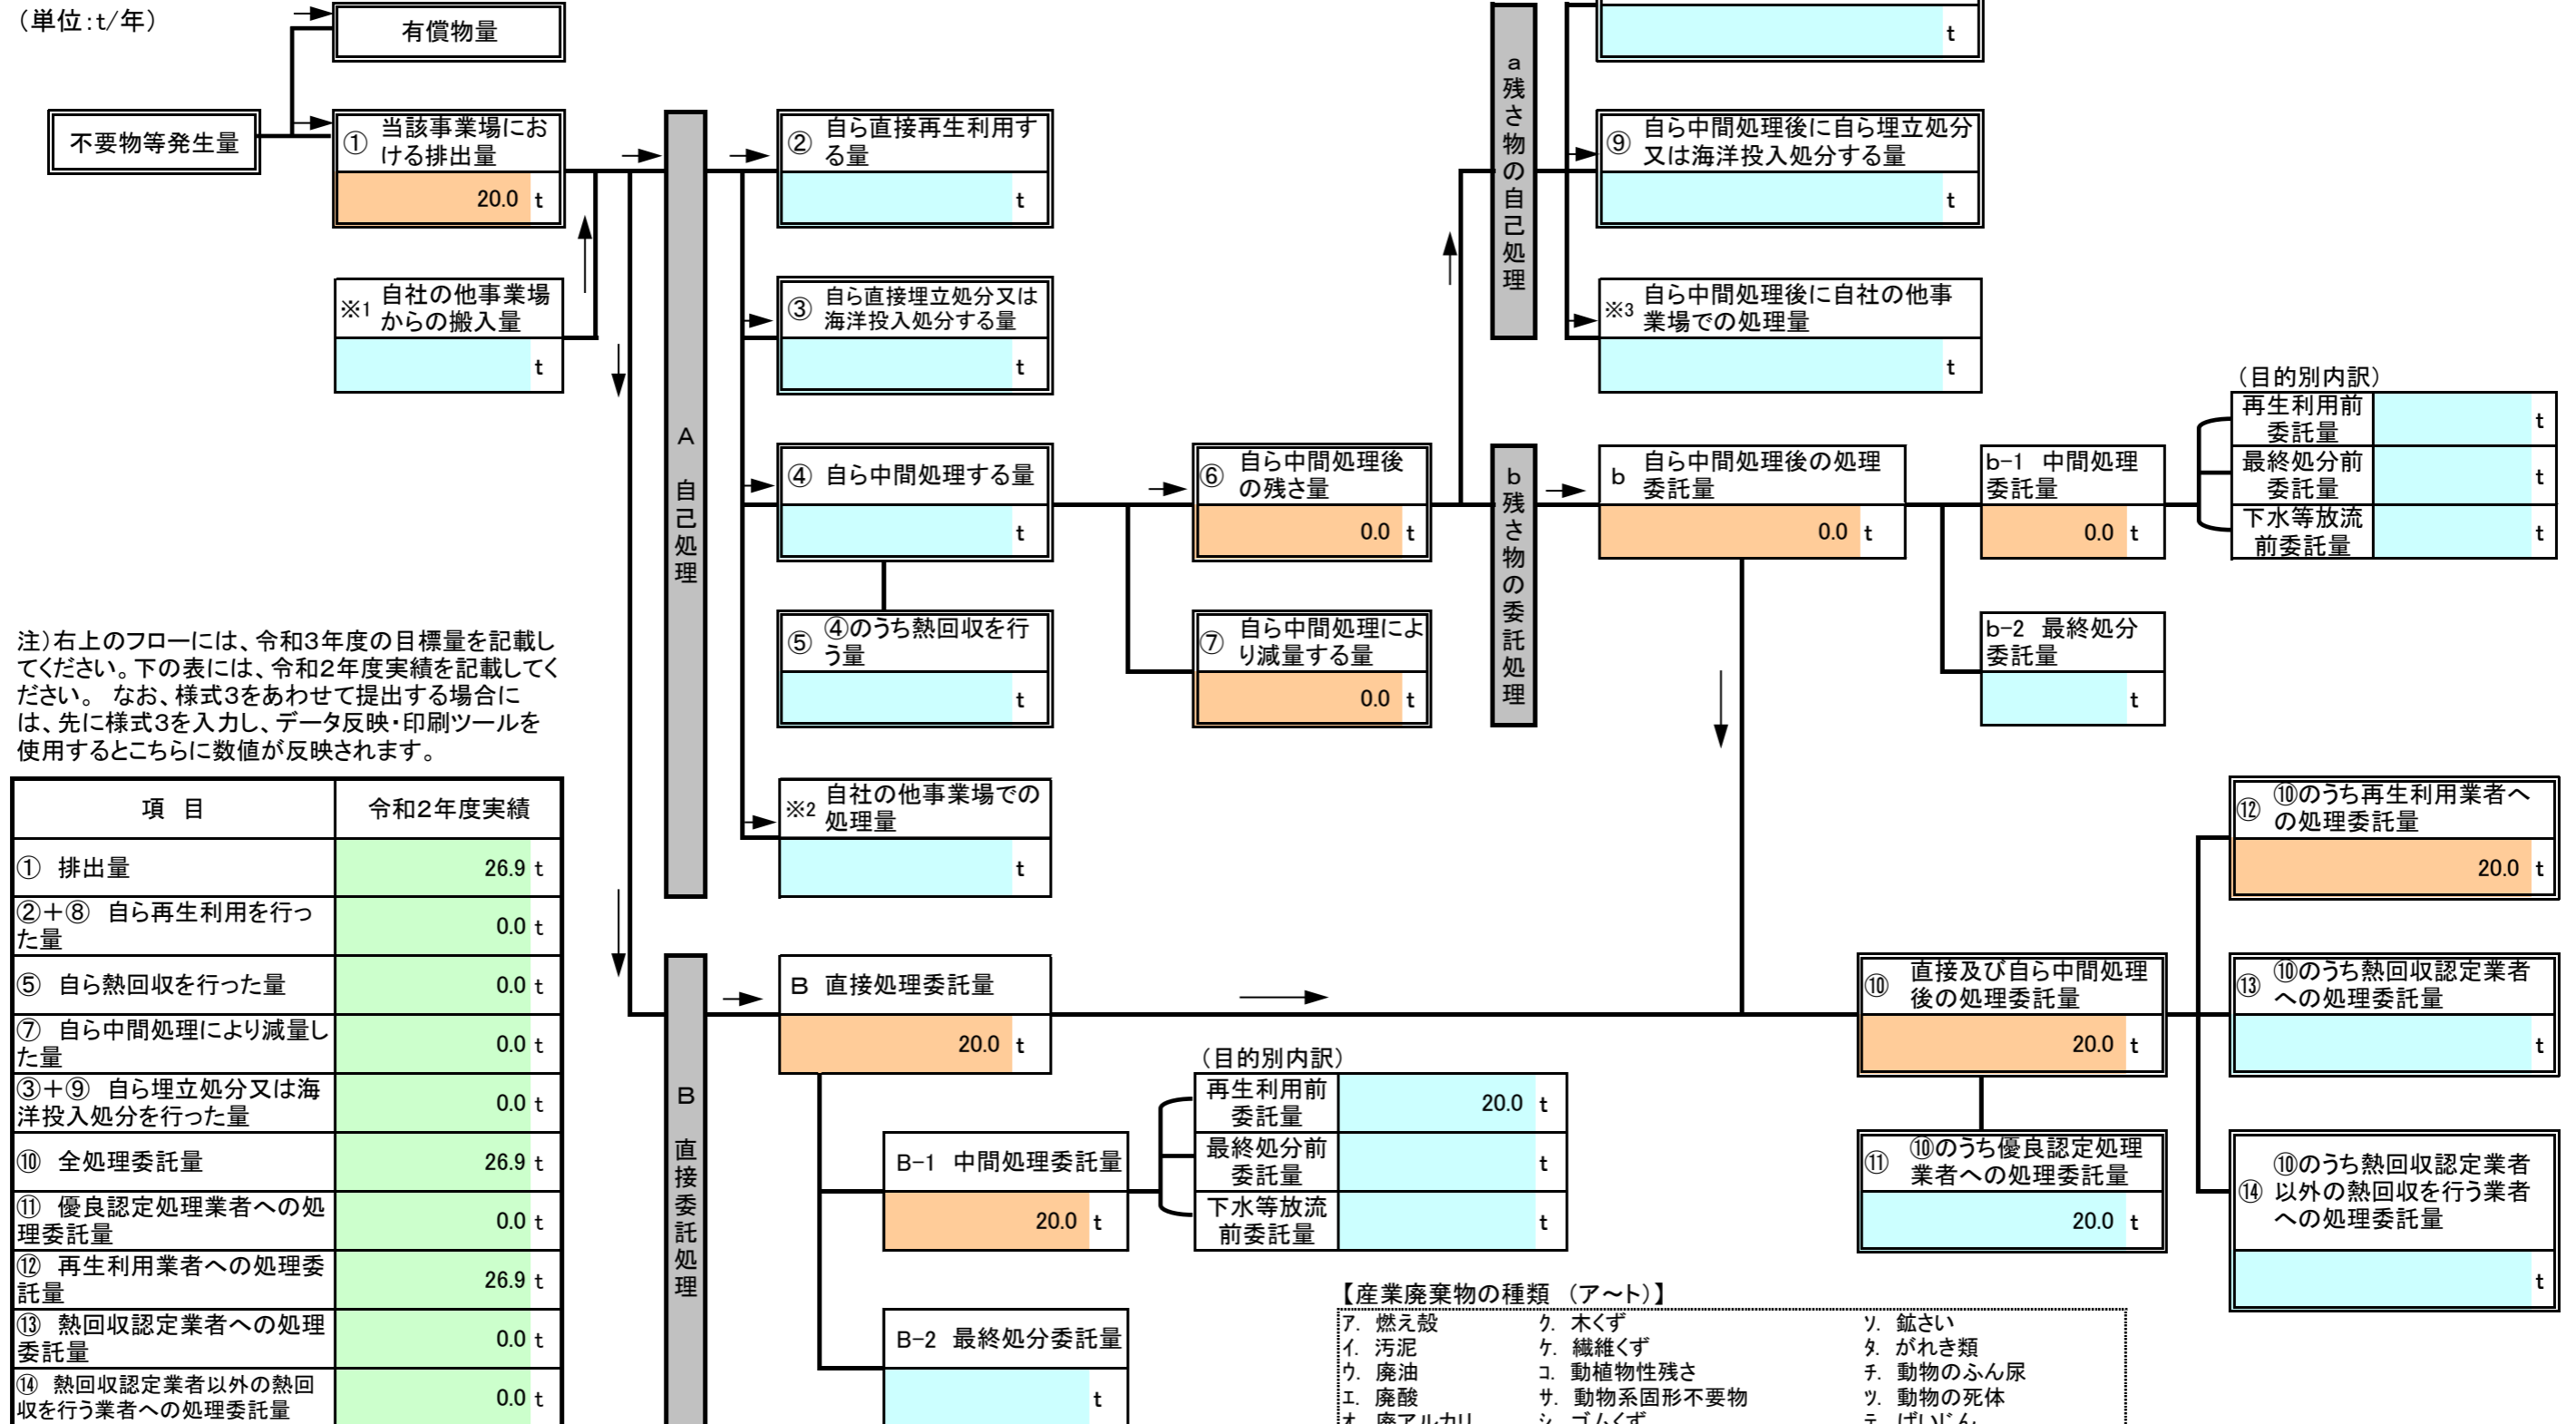 （単位：t/年）
有償物量
不要物等発生量
① 当該事業場にお
ける排出量
20.0 t
※1 自社の他事業場
からの搬入量
t
A 自己処理
② 自ら直接再生利用す
る量
t
③ 自ら直接埋立処分又は
海洋投入処分する量
t
④ 自ら中間処理する量
t
⑤ ④のうち熱回収を行
う量
t
※2 自社の他事業場での
処理量
t
⑥ 自ら中間処理後
の残さ量
0.0 t
⑦ 自ら中間処理によ
り減量する量
0.0 t
a 残さ物の自己処理
t
⑨ 自ら中間処理後に自ら埋立処分
又は海洋投入処分する量
t
※3 自ら中間処理後に自社の他事
業場での処理量
t
b 残さ物の委託処理
b 自ら中間処理後の処理
委託量
0.0 t
b-1 中間処理
委託量
0.0 t
b-2 最終処分
委託量
t
（目的別内訳）
再生利用前
委託量
t
最終処分前
委託量
t
下水等放流
前委託量
t
注）右上のフローには、令和３年度の目標量を記載し
てください。下の表には、令和２年度実績を記載してく
ださい。 なお、様式３をあわせて提出する場合に
は、先に様式３を入力し、データ反映・印刷ツールを
使用するとこちらに数値が反映されます。
項 目 令和２年度実績
① 排出量 26.9 t
②＋⑧ 自ら再生利用を行っ
た量 0.0 t
⑤ 自ら熱回収を行った量 0.0 t
⑦ 自ら中間処理により減量し
た量 0.0 t
③＋⑨ 自ら埋立処分又は海
洋投入処分を行った量 0.0 t
⑩ 全処理委託量 26.9 t
⑪ 優良認定処理業者への処
理委託量 0.0 t
⑫ 再生利用業者への処理委
託量 26.9 t
⑬ 熱回収認定業者への処理
委託量 0.0 t
⑭ 熱回収認定業者以外の熱回
収を行う業者への処理委託量 0.0 t
B 直接委託処理
B 直接処理委託量
20.0 t
B-1 中間処理委託量
20.0 t
B-2 最終処分委託量
t
（目的別内訳）
再生利用前
委託量
20.0 t
最終処分前
委託量
t
下水等放流
前委託量
t
⑩ 直接及び自ら中間処理
後の処理委託量
20.0 t
⑪ ⑩のうち優良認定処理
業者への処理委託量
20.0 t
⑫ ⑩のうち再生利用業者へ
の処理委託量
20.0 t
⑬ ⑩のうち熱回収認定業者
への処理委託量
t
⑭ ⑩のうち熱回収認定業者
以外の熱回収を行う業者
への処理委託量
t
【産業廃棄物の種類 （ア～ト）】
ア. 燃え殻 ク. 木くず ソ. 鉱さい
イ. 汚泥 ケ. 繊維くず タ. がれき類
ウ. 廃油 コ. 動植物性残さ チ. 動物のふん尿
エ. 廃酸 サ. 動物系固形不要物 ツ. 動物の死体
オ. 廃アルカリ シ. ゴムくず テ. ばいじん